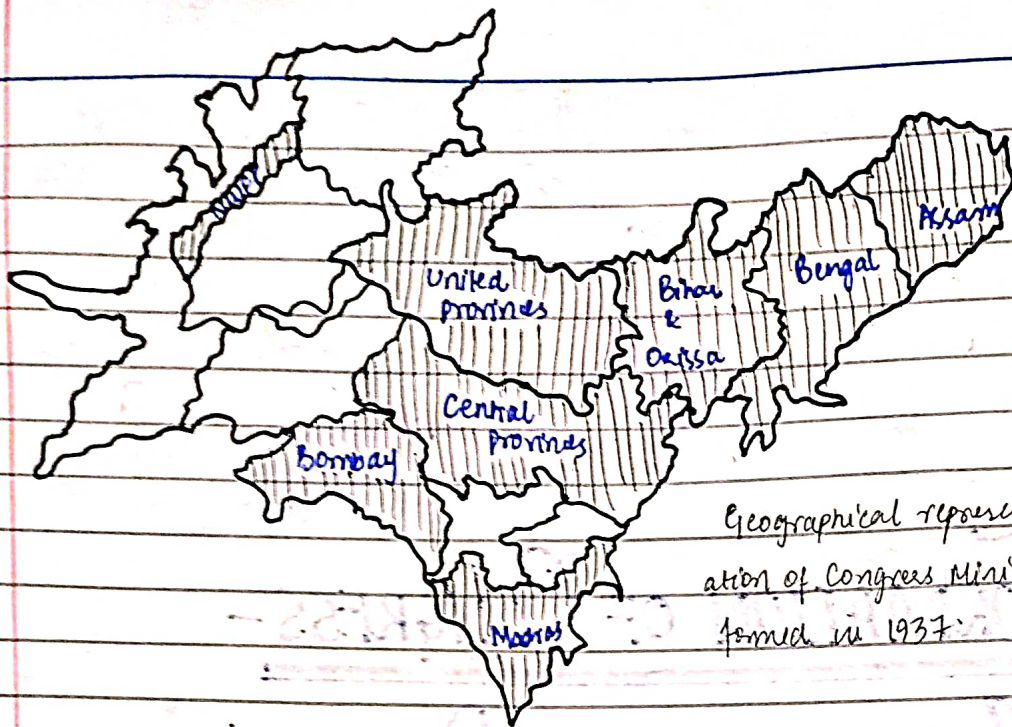 NWFP
United
Provinces
Bihar
&
Orissa
Bengal
Assam
Central
Provinces
Bombay
Madras
Geographical represe
ation of Congress Mini
formed in 1937.